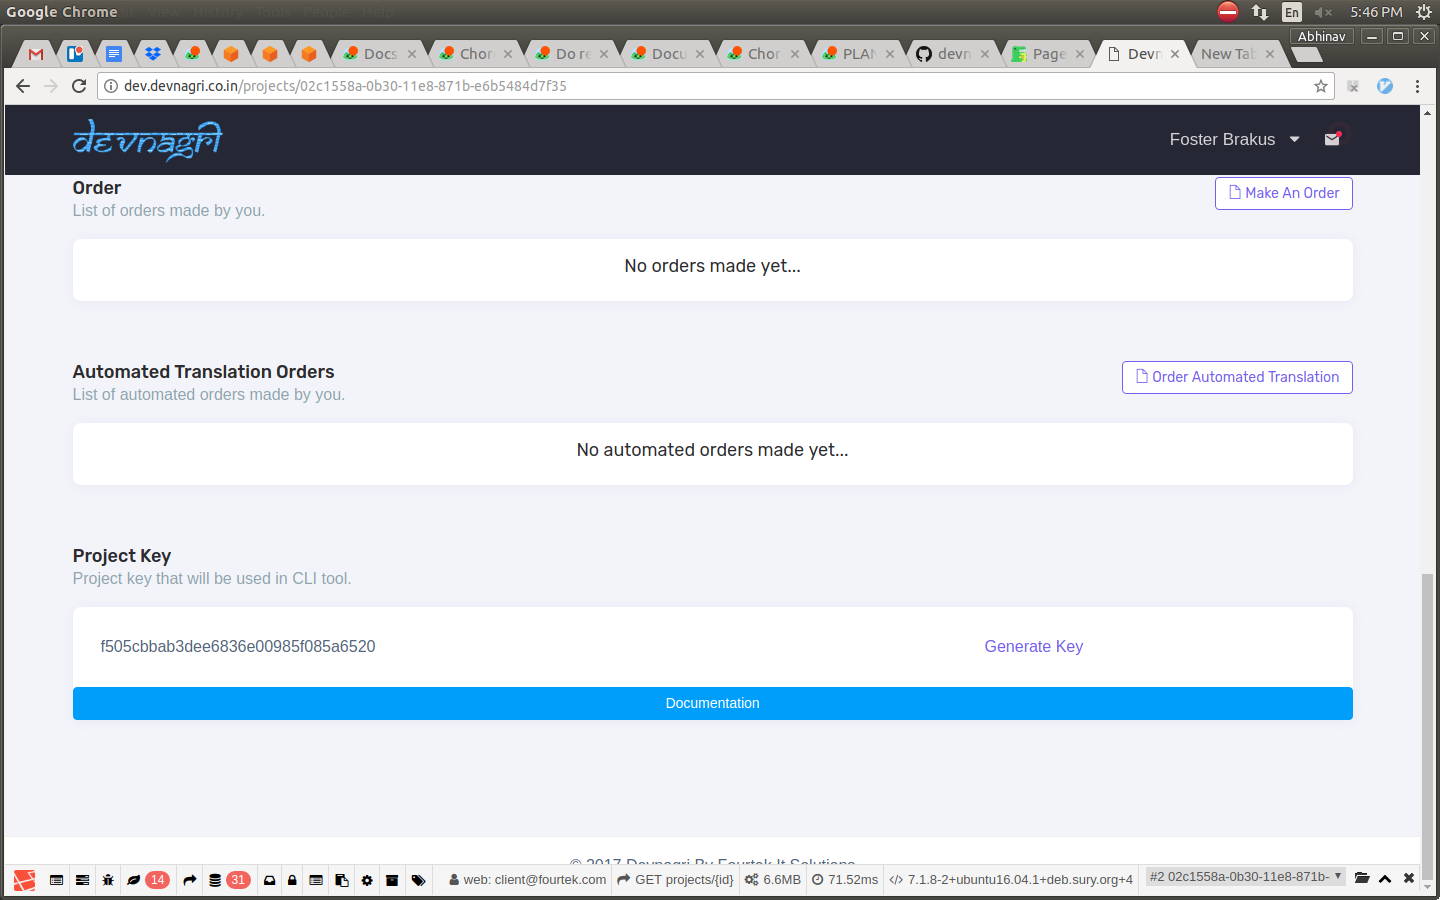 Google Chrome
En
5:46 PM
Docs
Chor
Do re
Docu
Chor
PLAN
devn
Page
Devn
New Tab
Abhinav
dev.devnagri.co.in/projects/02c1558a-0b30-11e8-871b-e6b5484d7f35
devnagri
Foster Brakus
Order
Make An Order
List of orders made by you.
No orders made yet...
Automated Translation Orders
Order Automated Translation
List of automated orders made by you.
No automated orders made yet...
Project Key
Project key that will be used in CLI tool.
f505cbbab3dee6836e00985f085a6520
Generate Key
Documentation
© 2017 Devnagri By Fourtek It Solutions
14
31
web: client@fourtek.com
GET projects/{id}
6.6MB
71.52ms
7.1.8-2+ubuntu16.04.1+deb.sury.org+4
#2 02c1558a-0b30-11e8-871b-